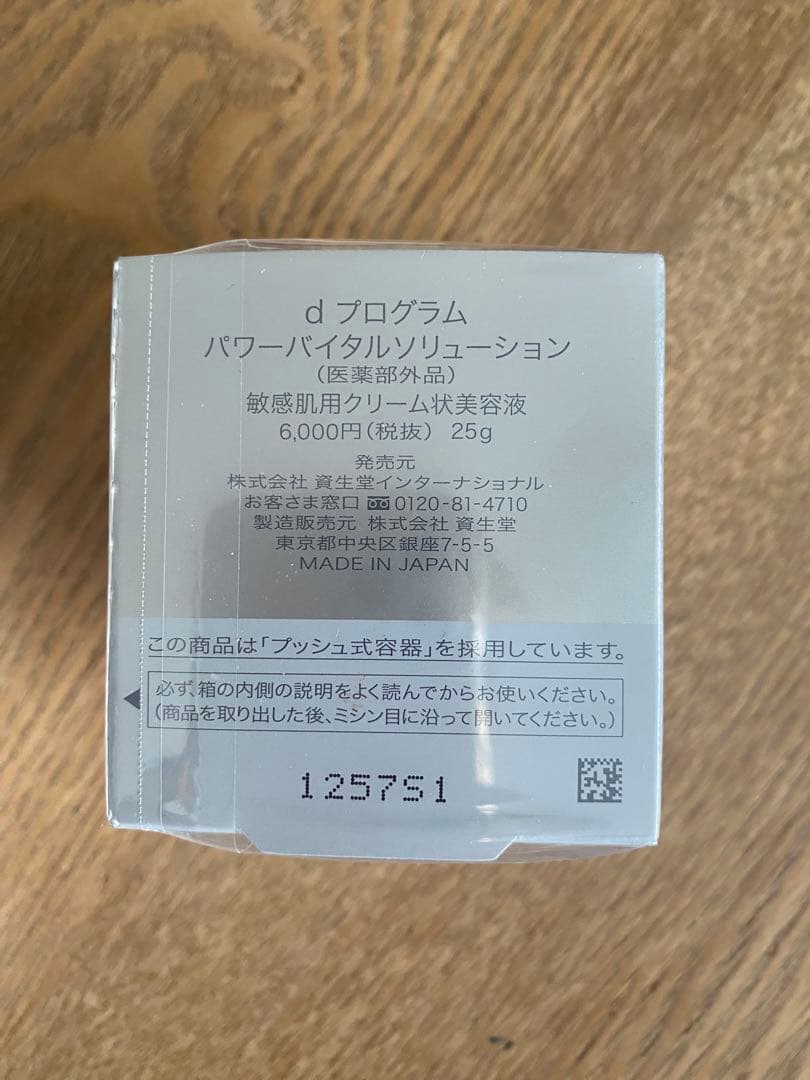 d プログラム
パワーバイタルソリューション
（医薬部外品）
敏感肌用クリーム状美容液
6,000円（税抜） 25g
発売元
株式会社 資生堂インターナショナル
お客さま窓口 0120-81-4710
製造販売元 株式会社 資生堂
東京都中央区銀座7-5-5
MADE IN JAPAN
この商品は「プッシュ式容器」を採用しています。
必ず、箱の内側の説明をよく読んでからお使いください。
（商品を取り出した後、ミシン目に沿って開いてください。）
1257S1